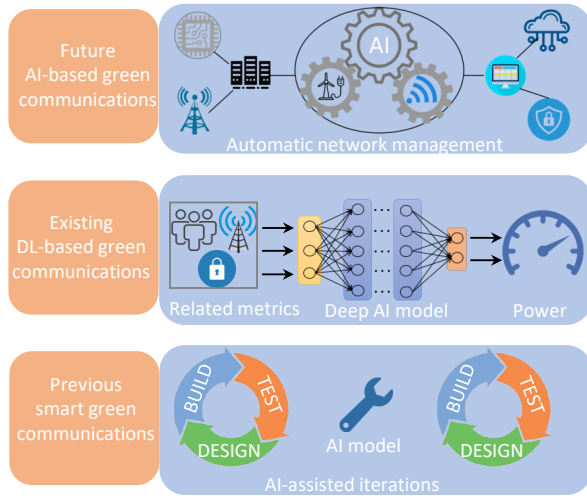 Future
AI-based green
communications
AI
Automatic network management
Existing
DL-based green
communications
Related metrics
Deep AI model
Power
Previous
smart green
communications
BUILD
TEST
DESIGN
AI model
BUILD
TEST
DESIGN
AI-assisted iterations